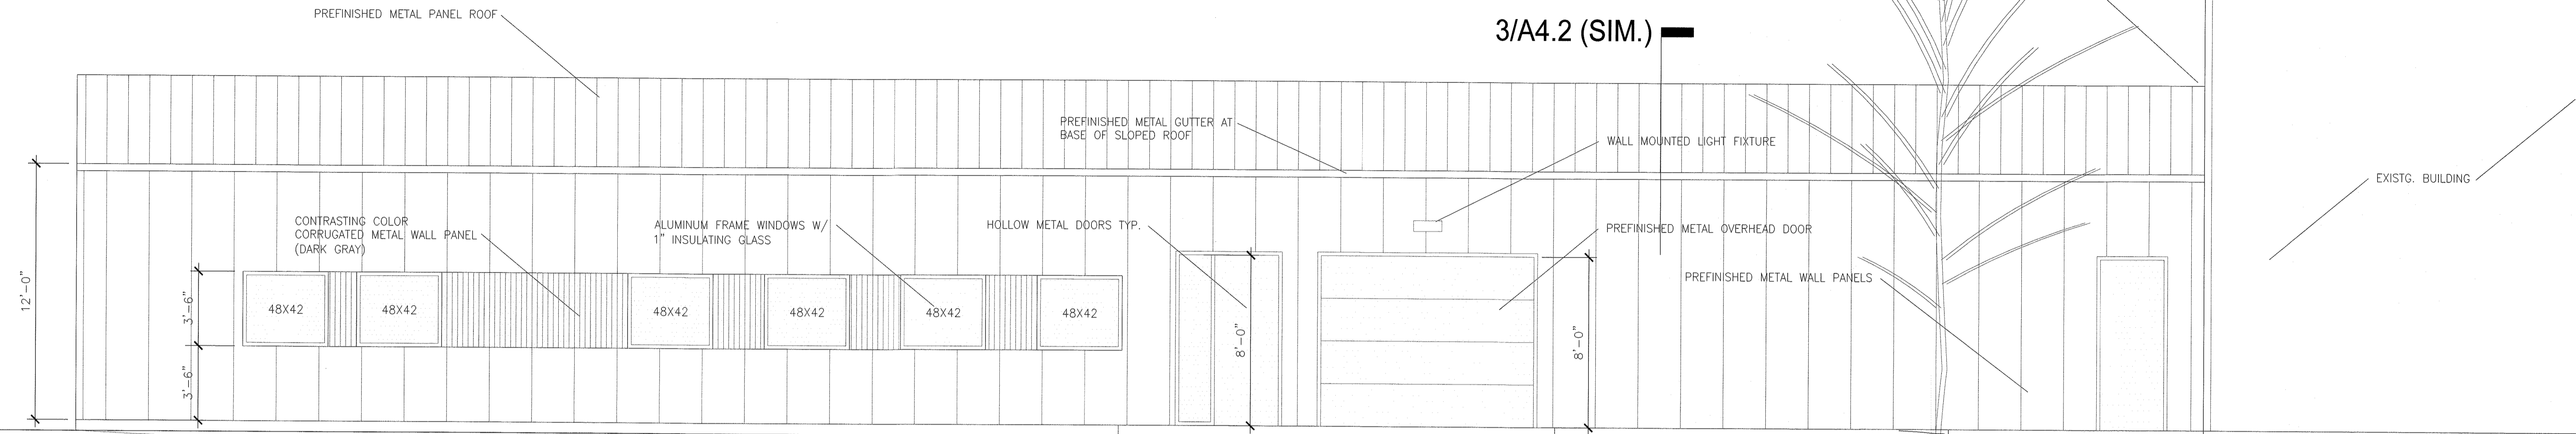 PREFINISHED METAL PANEL ROOF
3/A4.2 (SIM.)
PREFINISHED METAL GUTTER AT
BASE OF SLOPED ROOF
WALL MOUNTED LIGHT FIXTURE
EXISTG. BUILDING
CONTRASTING COLOR
CORRUGATED METAL WALL PANEL
(DARK GRAY)
ALUMINUM FRAME WINDOWS W/
1" INSULATING GLASS
HOLLOW METAL DOORS TYP.
PREFINISHED METAL OVERHEAD DOOR
PREFINISHED METAL WALL PANELS
12'-0"
3'-6"
3'-6"
48X42
48X42
48X42
48X42
48X42
48X42
8'-0"
8'-0"